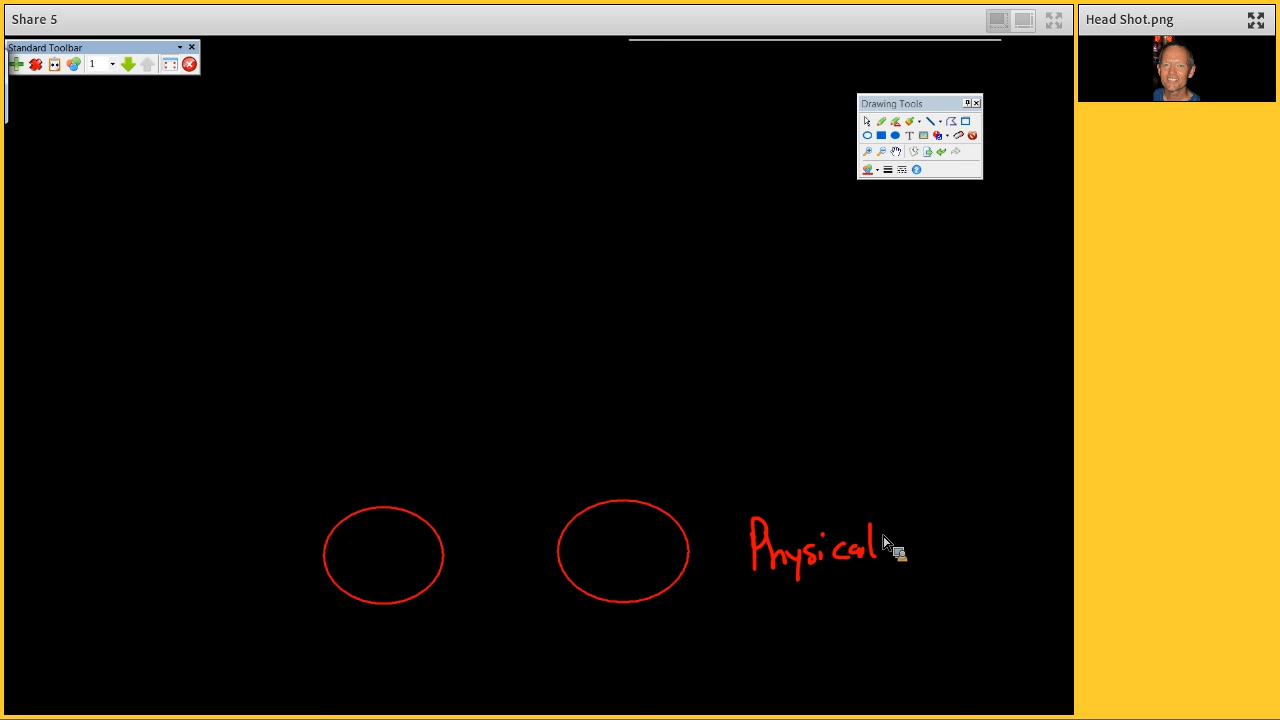 Share 5
Head Shot.png
Standard Toolbar
1
Drawing Tools
T
Physical